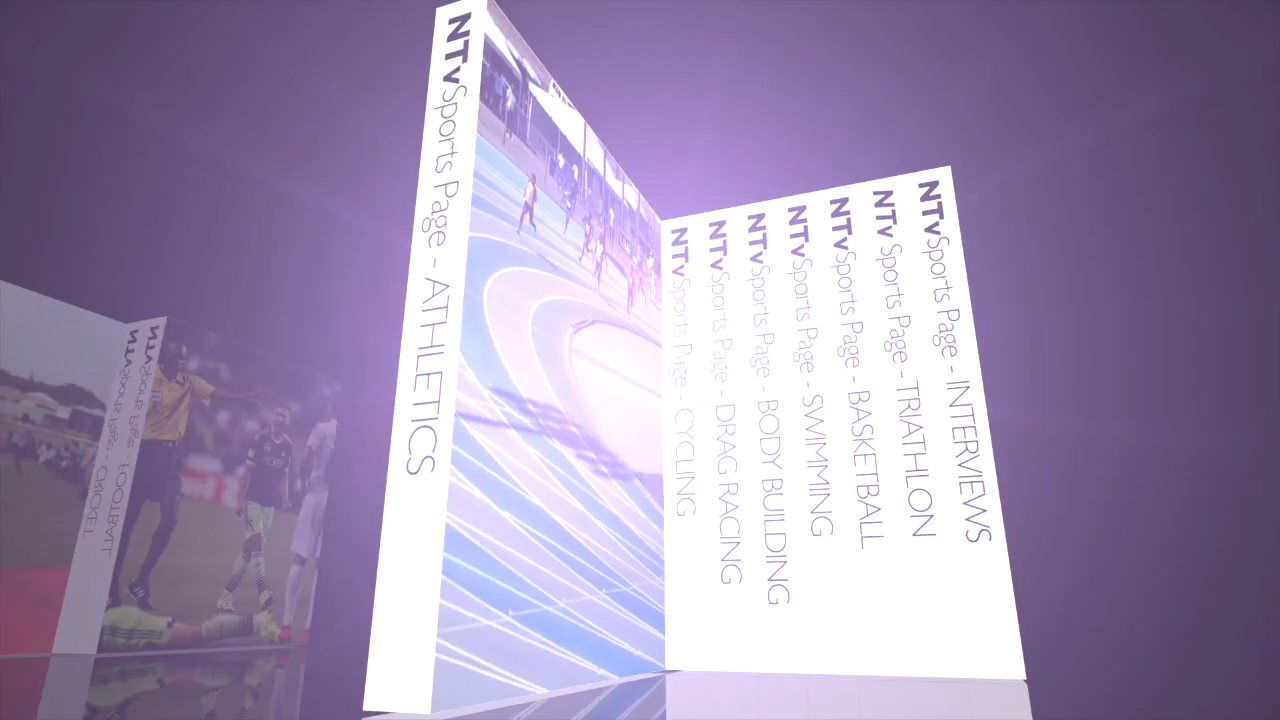 NTvSports Page - CRICKET
NTvSports Page - FOOTBALL
NTvSports Page - ATHLETICS
NTvSports Page - CYCLING
NTvSports Page - DRAG RACING
NTvSports Page - BODY BUILDING
NTvSports Page - SWIMMING
NTvSports Page - BASKETBALL
NTv Sports Page - TRIATHLON
NTvSports Page - INTERVIEWS